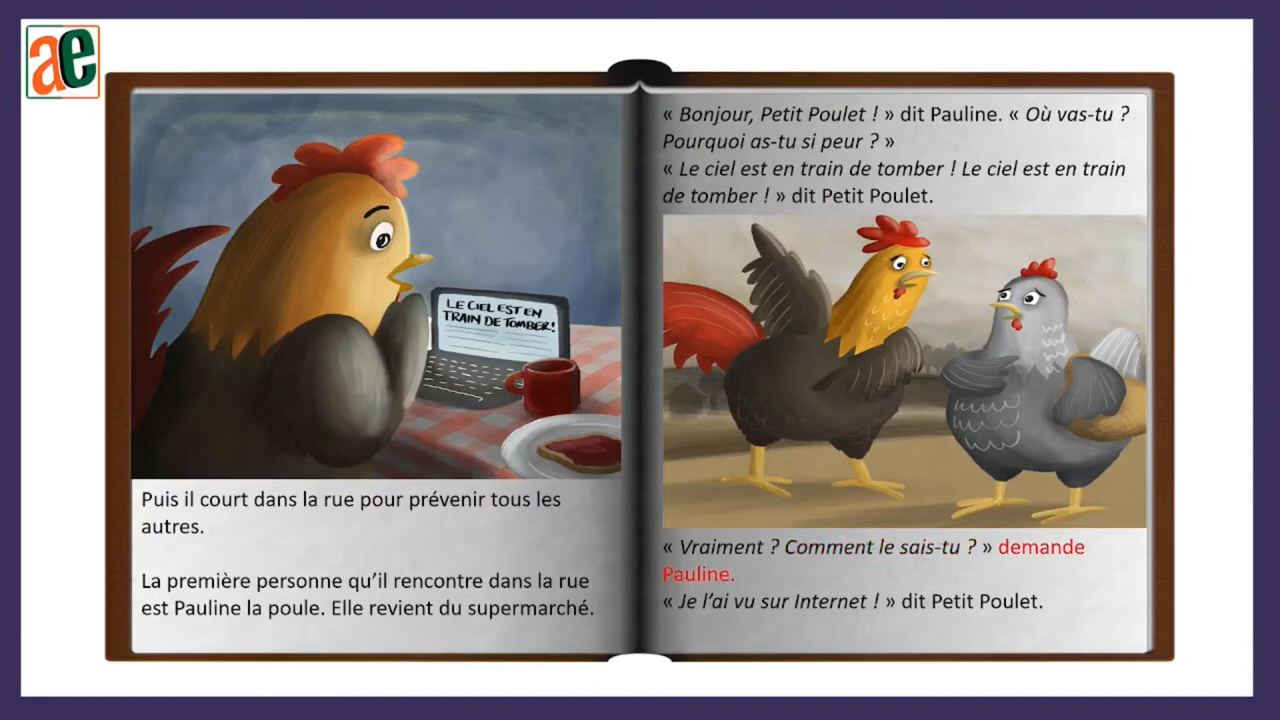 ae
LE CIEL EST EN
TRAIN DE TOMBER!
Puis il court dans la rue pour prévenir tous les
autres.
La première personne qu’il rencontre dans la rue
est Pauline la poule. Elle revient du supermarché.
« Bonjour, Petit Poulet ! » dit Pauline. « Où vas-tu ?
Pourquoi as-tu si peur ? »
« Le ciel est en train de tomber ! Le ciel est en train
de tomber ! » dit Petit Poulet.
« Vraiment ? Comment le sais-tu ? » demande
Pauline.
« Je l’ai vu sur Internet ! » dit Petit Poulet.